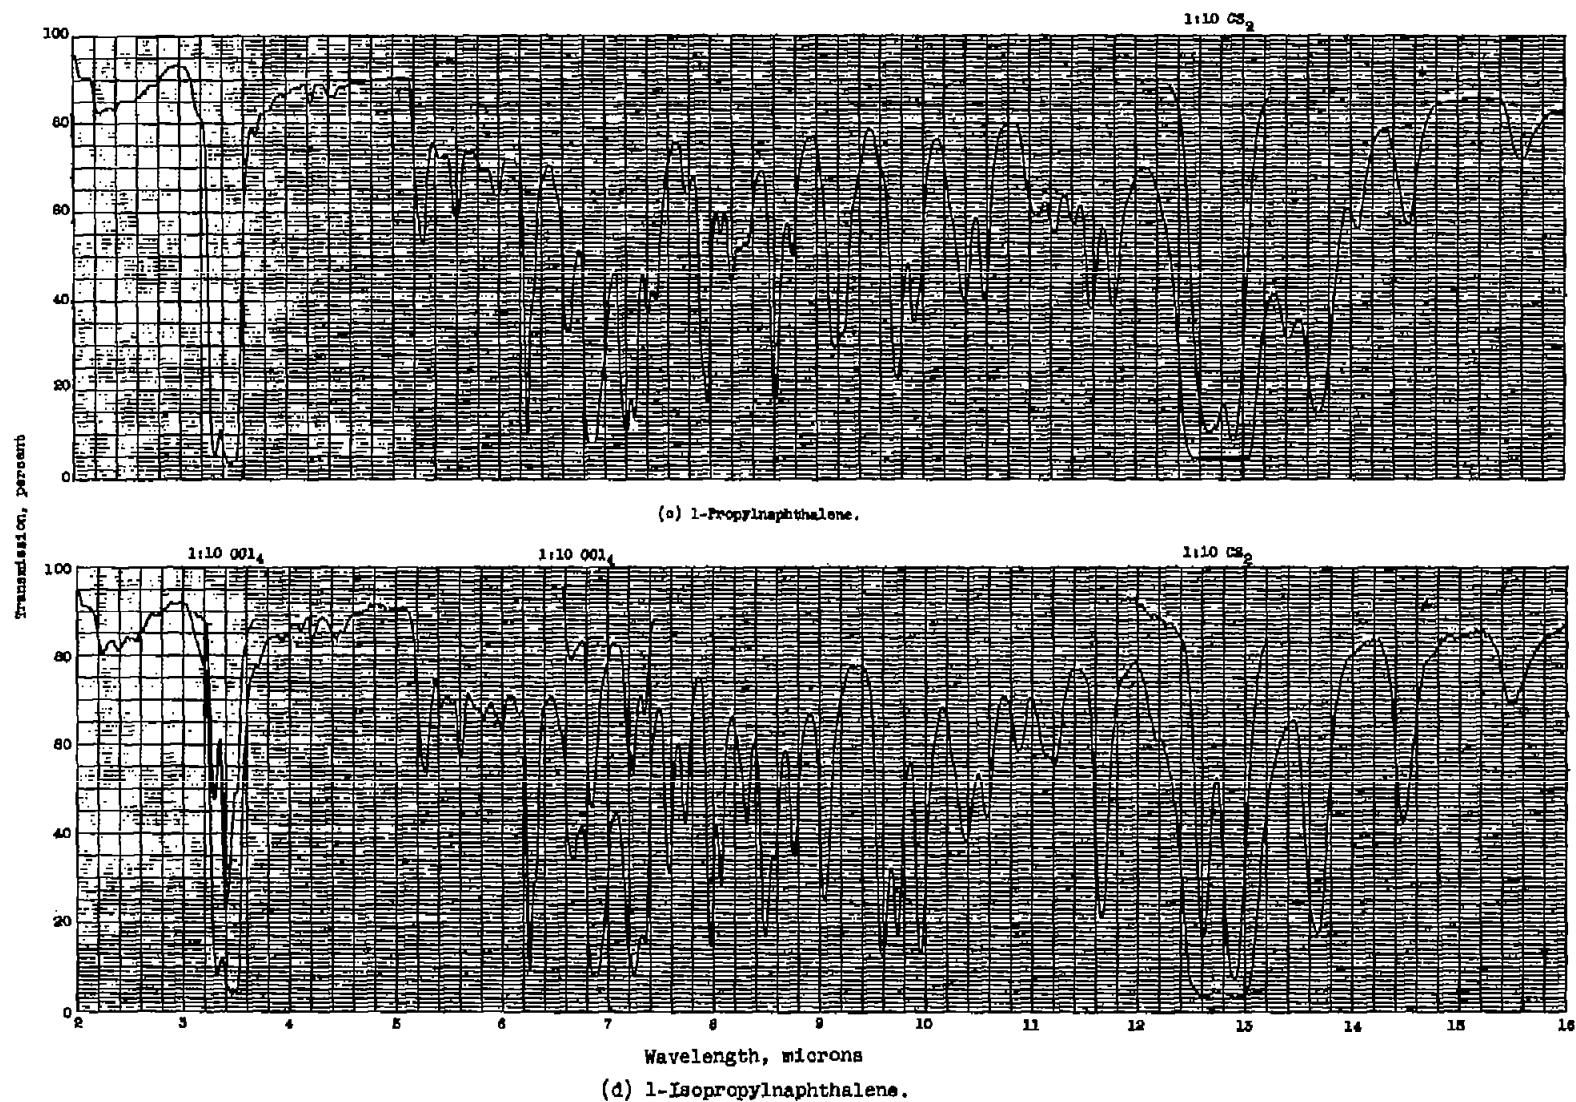 1:10 CS2
100
80
60
40
20
0
(c) 1-Propylnaphthalene.
Transmission, percent
1:10 CCl4 1:10 CCl4 1:10 CS2
100
80
80
40
20
0
2 3 4 5 6 7 8 9 10 11 12 13 14 15 16
Wavelength, microns
(d) 1-Isopropylnaphthalene.